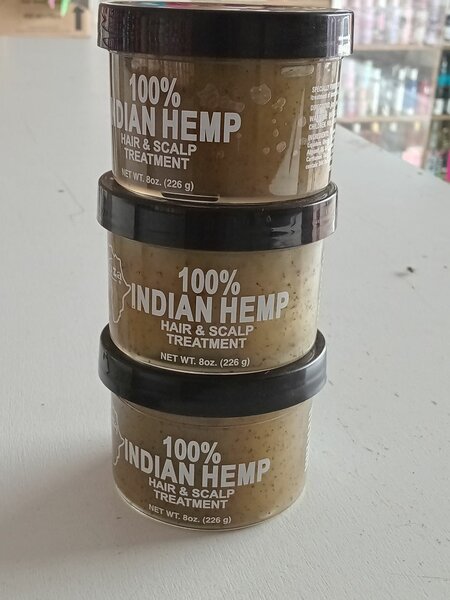 100%
INDIAN HEMP
HAIR & SCALP
TREATMENT
NET WT. 8oz. (226 g)
100%
INDIAN HEMP
HAIR & SCALP
TREATMENT
NET WT. 8oz. (226 g)
100%
INDIAN HEMP
HAIR & SCALP
TREATMENT
NET WT. 8oz. (226 g)